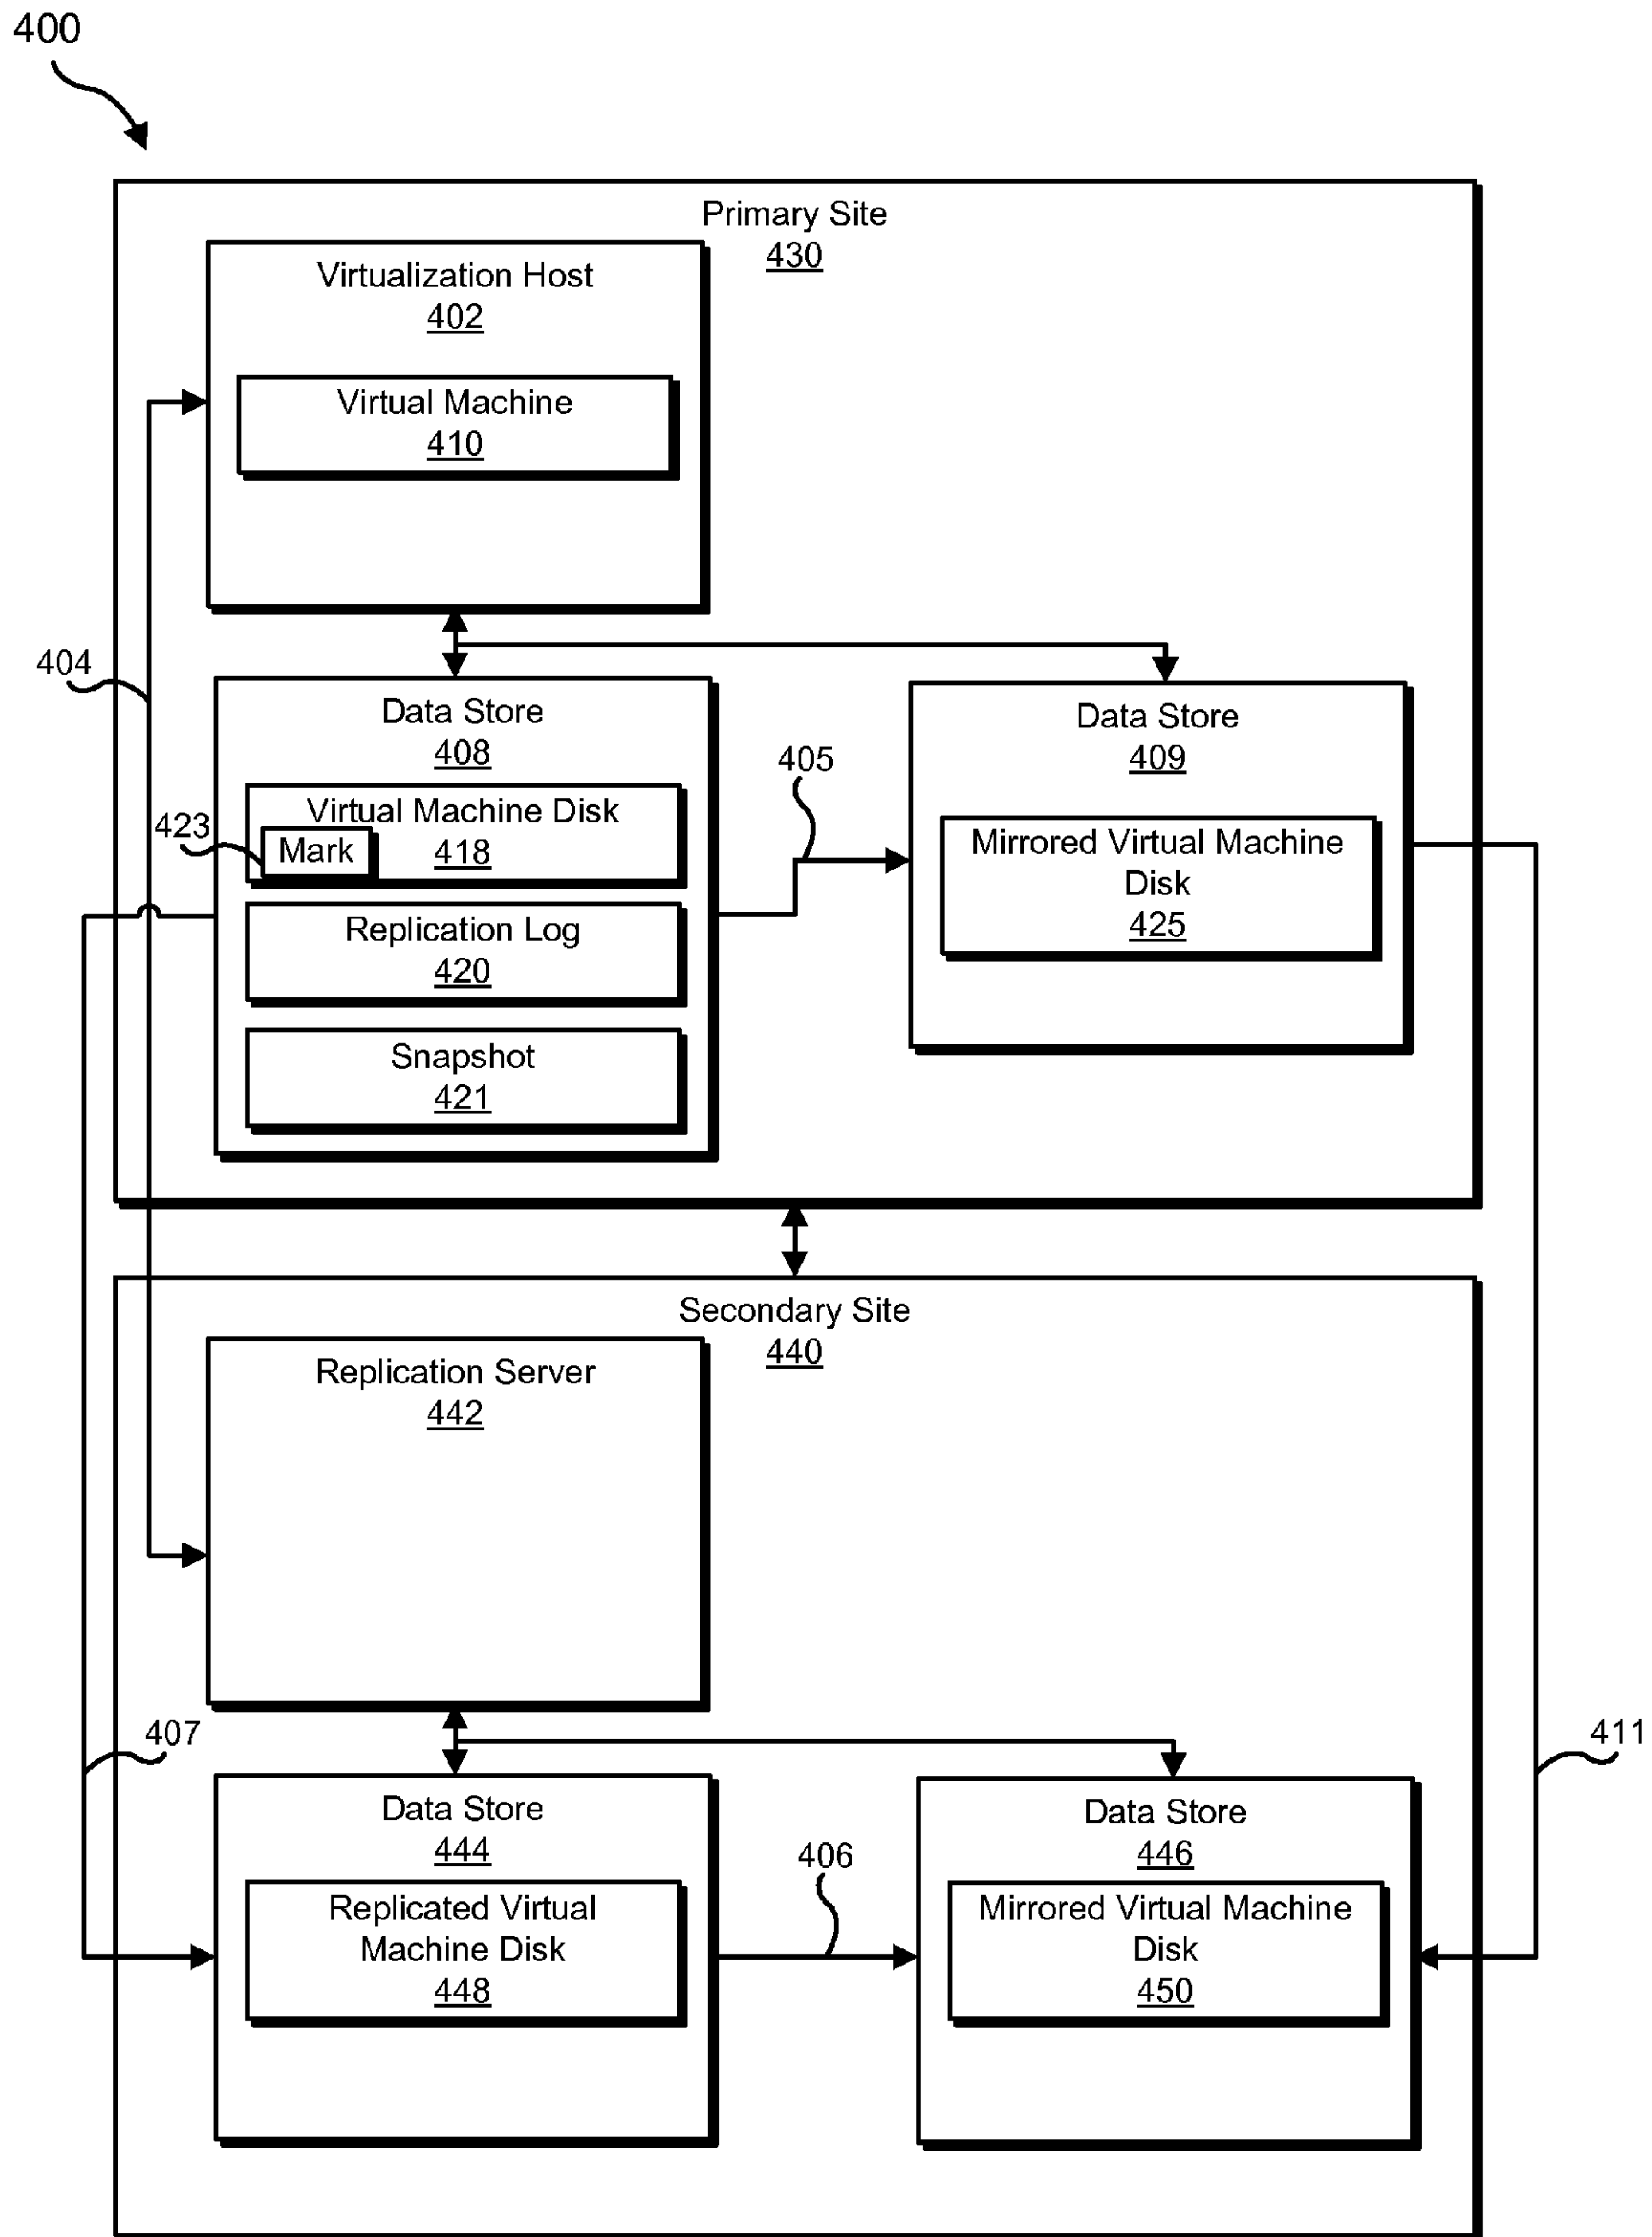 400
Primary Site
430
Virtualization Host
402
Virtual Machine
410
404
Data Store
408
Virtual Machine Disk
418
423
Mark
Replication Log
420
Snapshot
421
405
Data Store
409
Mirrored Virtual Machine
Disk
425
Secondary Site
440
Replication Server
442
407
411
Data Store
444
Replicated Virtual
Machine Disk
448
406
Data Store
446
Mirrored Virtual Machine
Disk
450